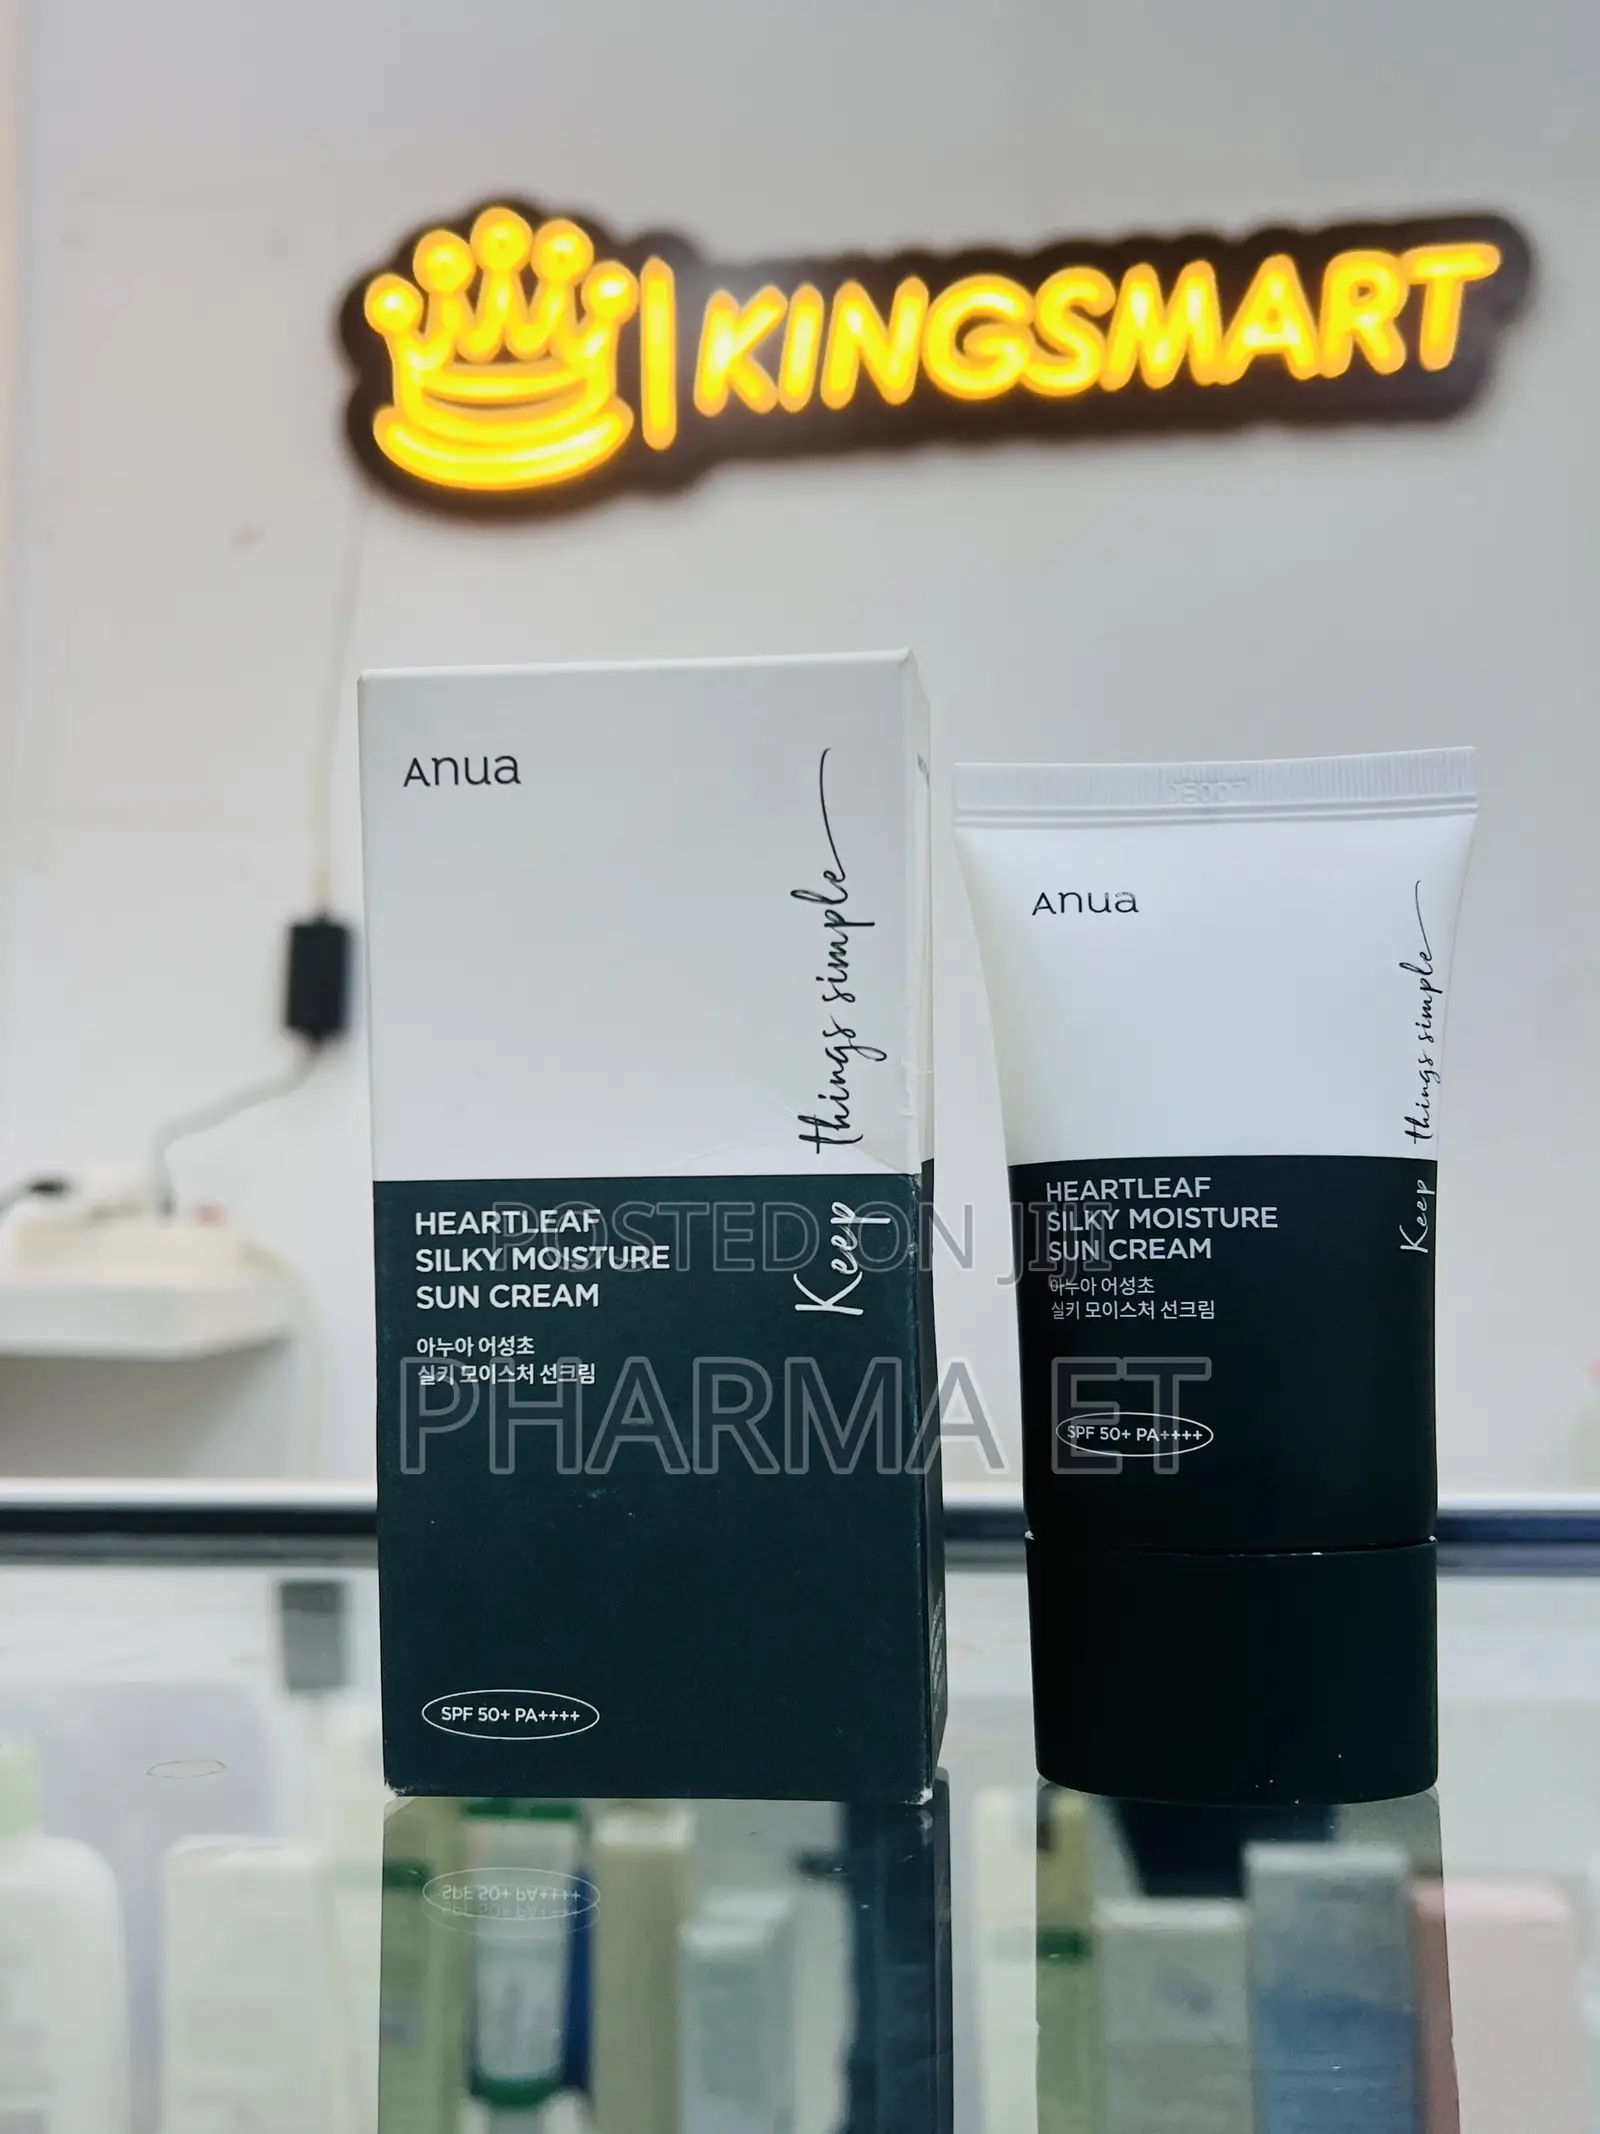 KINGSMART
Anua
Keep things simple
HEARTLEAF
SILKY MOISTURE
SUN CREAM
아누아 어성초
실키 모이스처 선크림
SPF 50+ PA++++
Anua
Keep things simple
HEARTLEAF
SILKY MOISTURE
SUN CREAM
아누아 어성초
실키 모이스처 선크림
SPF 50+ PA++++
POSTED ON JIJI
PHARMA ET
SPF 50+ PA++++